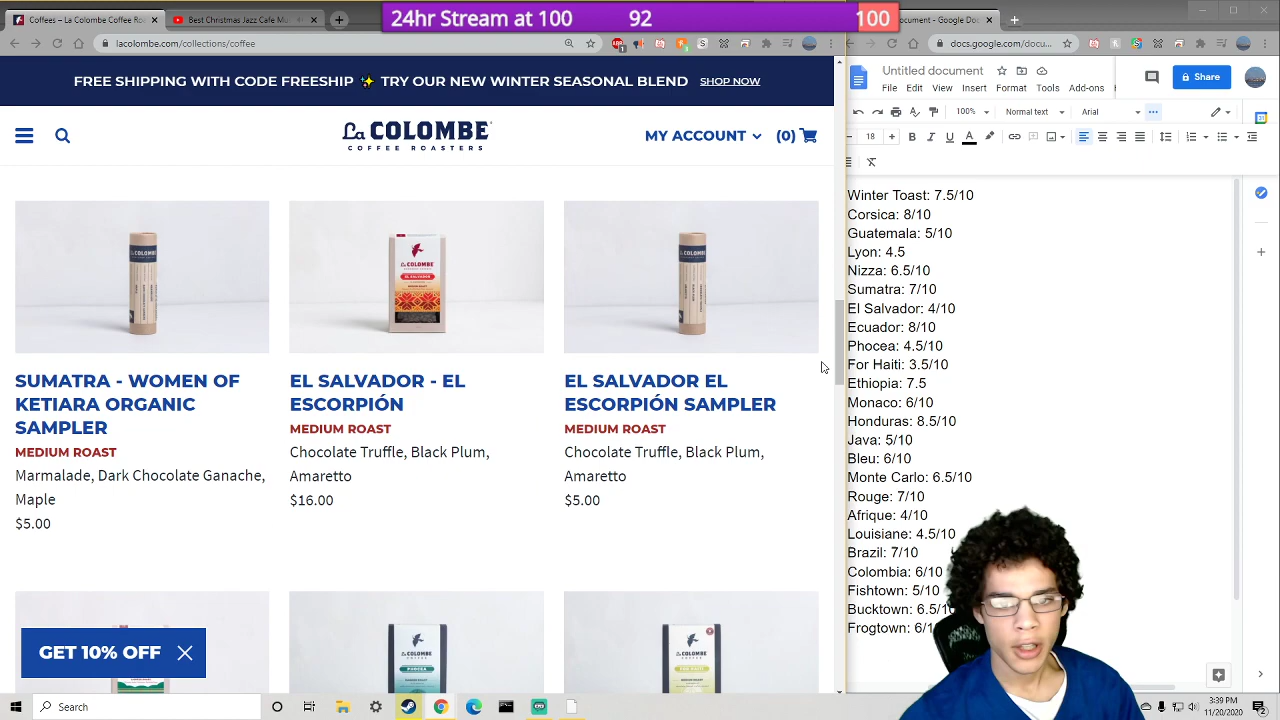 24hr Stream at 100 92 100
La Colombe Coffee Ro
Best Christmas Jazz
Document - Google Doc
lacolombe.com/collections/coffee
docs.google.com/docum
FREE SHIPPING WITH CODE FREESHIP ✨ TRY OUR NEW WINTER SEASONAL BLEND SHOP NOW
La COLOMBE
COFFEE ROASTERS
MY ACCOUNT (0)
SUMATRA - WOMEN OF
KETIARA ORGANIC
SAMPLER
MEDIUM ROAST
Marmalade, Dark Chocolate Ganache,
Maple
$5.00
EL SALVADOR - EL
ESCORPIÓN
MEDIUM ROAST
Chocolate Truffle, Black Plum,
Amaretto
$16.00
EL SALVADOR EL
ESCORPIÓN SAMPLER
MEDIUM ROAST
Chocolate Truffle, Black Plum,
Amaretto
$5.00
GET 10% OFF
Untitled document
Share
File Edit View Insert Format Tools Add-ons
100% Normal text Arial
18
Winter Toast: 7.5/10
Corsica: 8/10
Guatemala: 5/10
Lyon: 4.5
Nizza: 6.5/10
Sumatra: 7/10
El Salvador: 4/10
Ecuador: 8/10
Phocea: 4.5/10
For Haiti: 3.5/10
Ethiopia: 7.5
Monaco: 6/10
Honduras: 8.5/10
Java: 5/10
Bleu: 6/10
Monte Carlo: 6.5/10
Rouge: 7/10
Afrique: 4/10
Louisiane: 4.5/10
Brazil: 7/10
Colombia: 6/10
Fishtown: 5/10
Bucktown: 6.5/
Frogtown: 6/1
Search
3:39 PM
11/20/2020